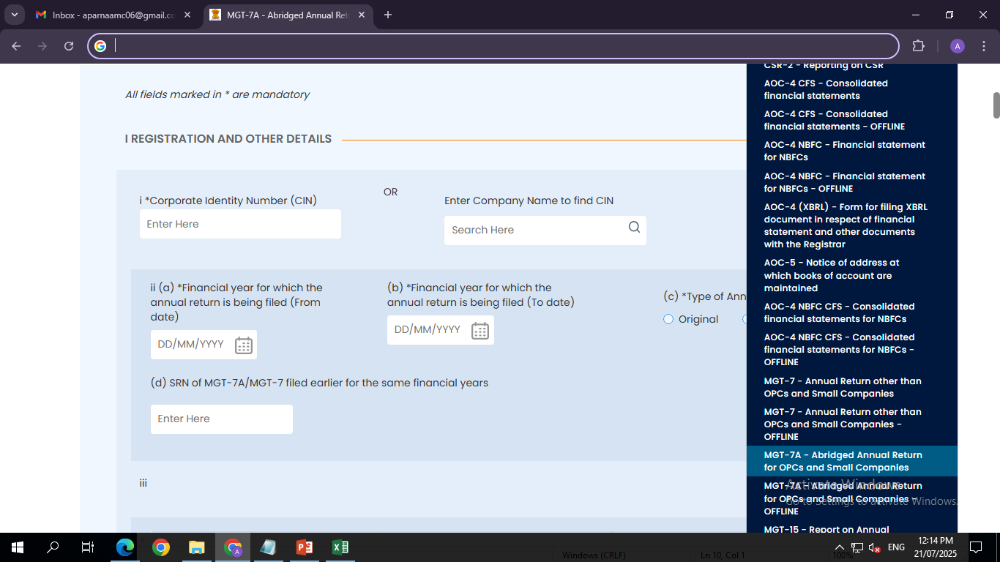 Inbox - aparnaamc06@gmail.co
MGT-7A - Abridged Annual Ret
A
All fields marked in * are mandatory
I REGISTRATION AND OTHER DETAILS
i *Corporate Identity Number (CIN)
OR
Enter Company Name to find CIN
Enter Here
Search Here
ii (a) *Financial year for which the
annual return is being filed (From
date)
(b) *Financial year for which the
annual return is being filed (To date)
(c) *Type of Ann
DD/MM/YYYY
DD/MM/YYYY
Original
(d) SRN of MGT-7A/MGT-7 filed earlier for the same financial years
Enter Here
iii
CSR-2 - Reporting on CSR
AOC-4 CFS - Consolidated
financial statements
AOC-4 CFS - Consolidated
financial statements - OFFLINE
AOC-4 NBFC - Financial statement
for NBFCs
AOC-4 NBFC - Financial statement
for NBFCs - OFFLINE
AOC-4 (XBRL) - Form for filing XBRL
document in respect of financial
statement and other documents
with the Registrar
AOC-5 - Notice of address at
which books of account are
maintained
AOC-4 NBFC CFS - Consolidated
financial statements for NBFCs
AOC-4 NBFC CFS - Consolidated
financial statements for NBFCs -
OFFLINE
MGT-7 - Annual Return other than
OPCs and Small Companies
MGT-7 - Annual Return other than
OPCs and Small Companies -
OFFLINE
MGT-7A - Abridged Annual Return
for OPCs and Small Companies
MGT-7A - Abridged Annual Return
for OPCs and Small Companies -
OFFLINE
MGT-15 - Report on Annual
Activate Windows
Go to Settings to activate Windows.
Windows (CRLF)
Ln 10, Col 1
100%
ENG
12:14 PM
21/07/2025